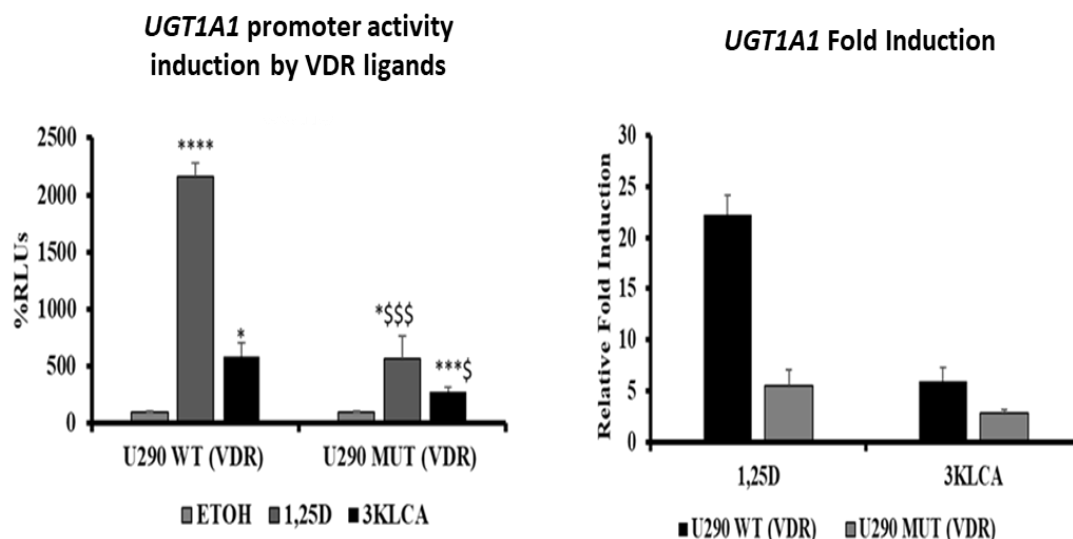 UGT1A1 promoter activity
induction by VDR ligands
%RLUs
2500
2000
1500
1000
500
0
****
*
*$$$
***$
U290 WT (VDR)
U290 MUT (VDR)
ETOH
1,25D
3KLCA
UGT1A1 Fold Induction
Relative Fold Induction
30
25
20
15
10
5
0
1,25D
3KLCA
U290 WT (VDR)
U290 MUT (VDR)